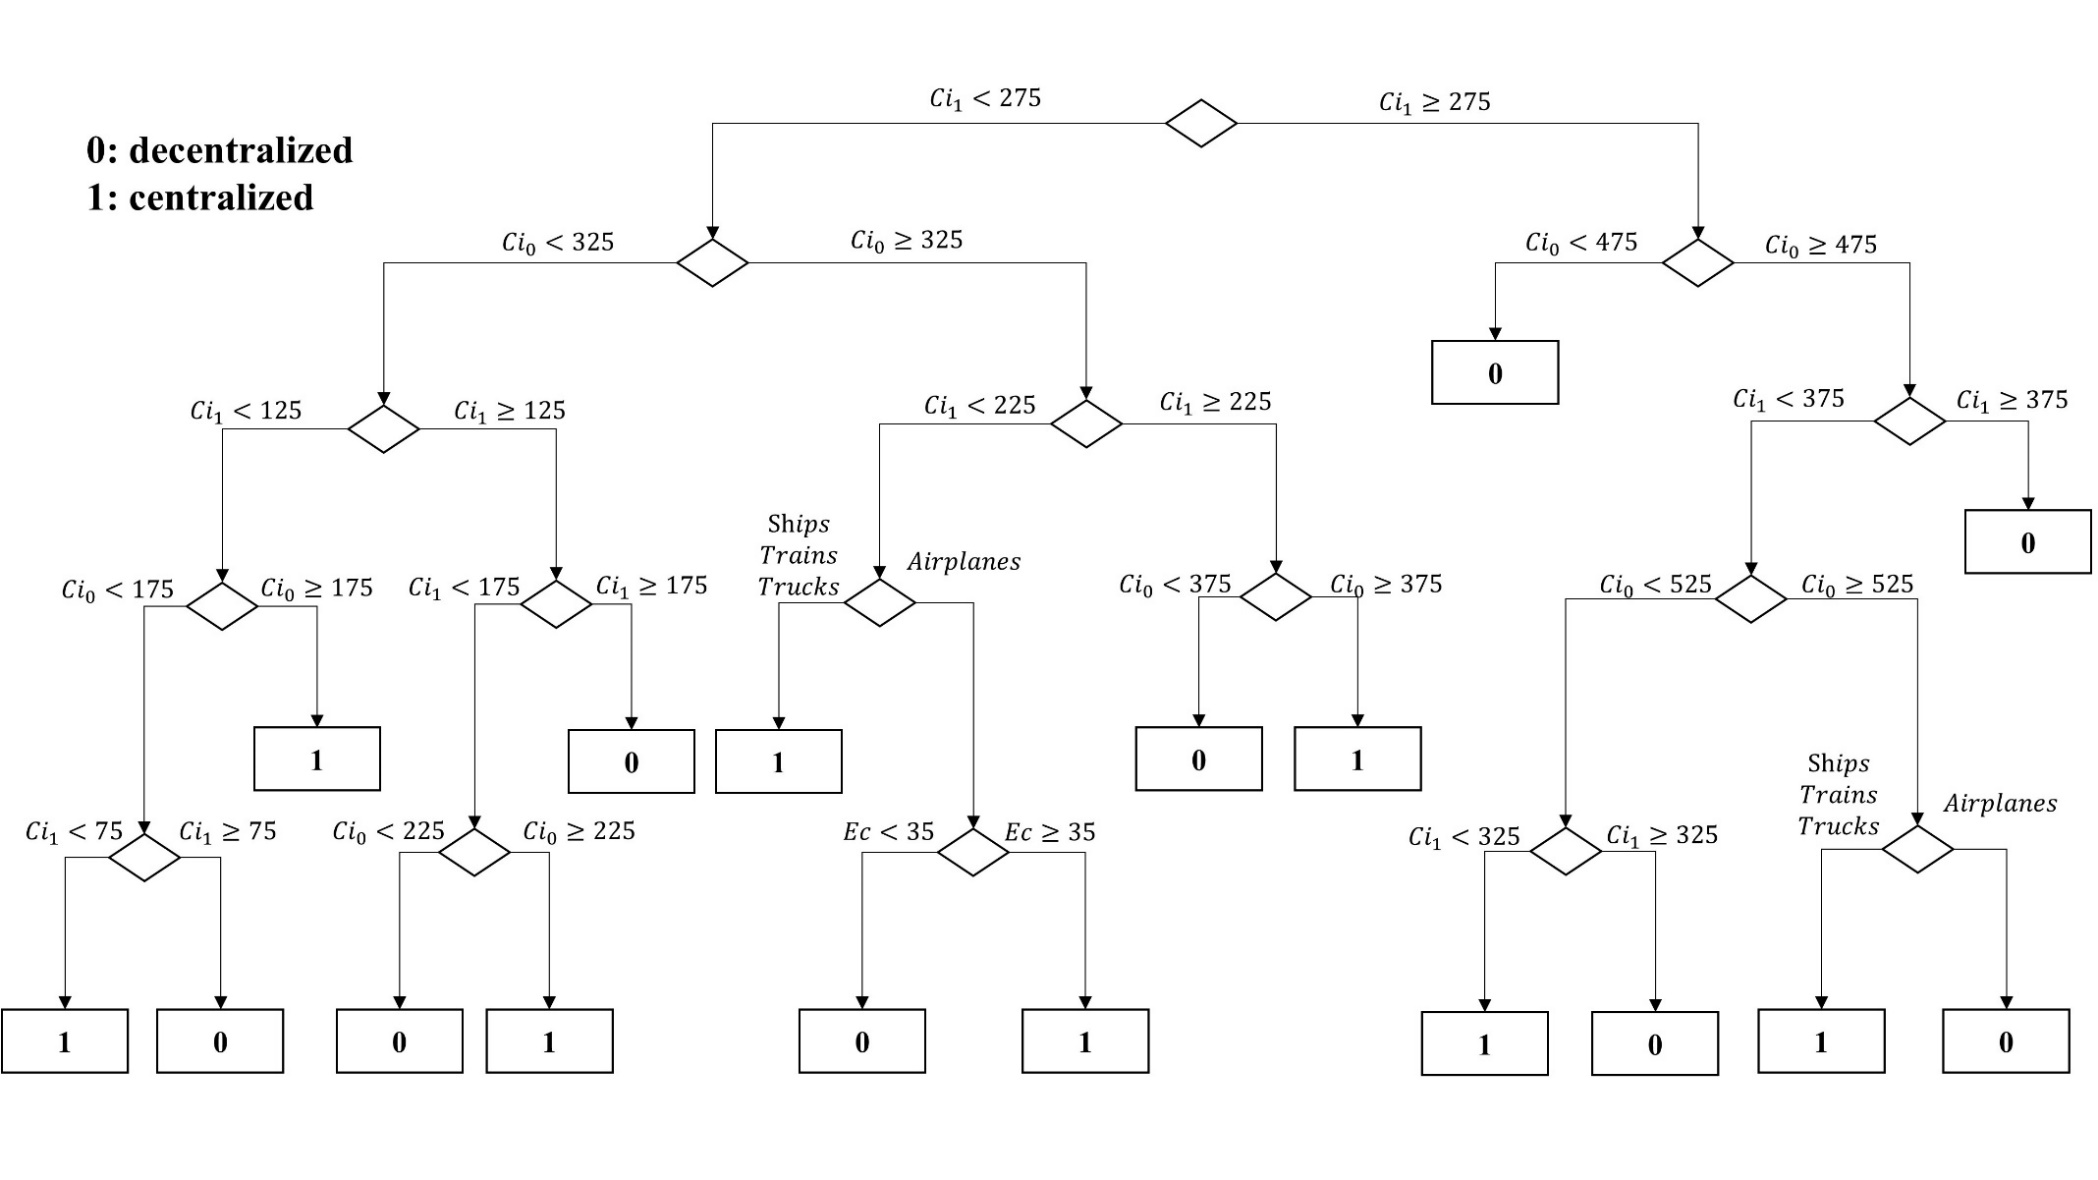 𝐶𝑖₁ < 275
𝐶𝑖₁ ≥ 275
0: decentralized
1: centralized
𝐶𝑖₀ < 325
𝐶𝑖₀ ≥ 325
𝐶𝑖₀ < 475
𝐶𝑖₀ ≥ 475
0
𝐶𝑖₁ < 125
𝐶𝑖₁ ≥ 125
𝐶𝑖₁ < 225
𝐶𝑖₁ ≥ 225
𝐶𝑖₁ < 375
𝐶𝑖₁ ≥ 375
0
Ships
Trains
Trucks
Airplanes
𝐶𝑖₀ < 175
𝐶𝑖₀ ≥ 175
𝐶𝑖₁ < 175
𝐶𝑖₁ ≥ 175
𝐶𝑖₀ < 375
𝐶𝑖₀ ≥ 375
𝐶𝑖₀ < 525
𝐶𝑖₀ ≥ 525
1
0
1
0
1
Ships
Trains
Trucks
Airplanes
𝐶𝑖₁ < 75
𝐶𝑖₁ ≥ 75
𝐶𝑖₀ < 225
𝐶𝑖₀ ≥ 225
𝐸𝑐 < 35
𝐸𝑐 ≥ 35
𝐶𝑖₁ < 325
𝐶𝑖₁ ≥ 325
1
0
0
1
0
1
1
0
1
0